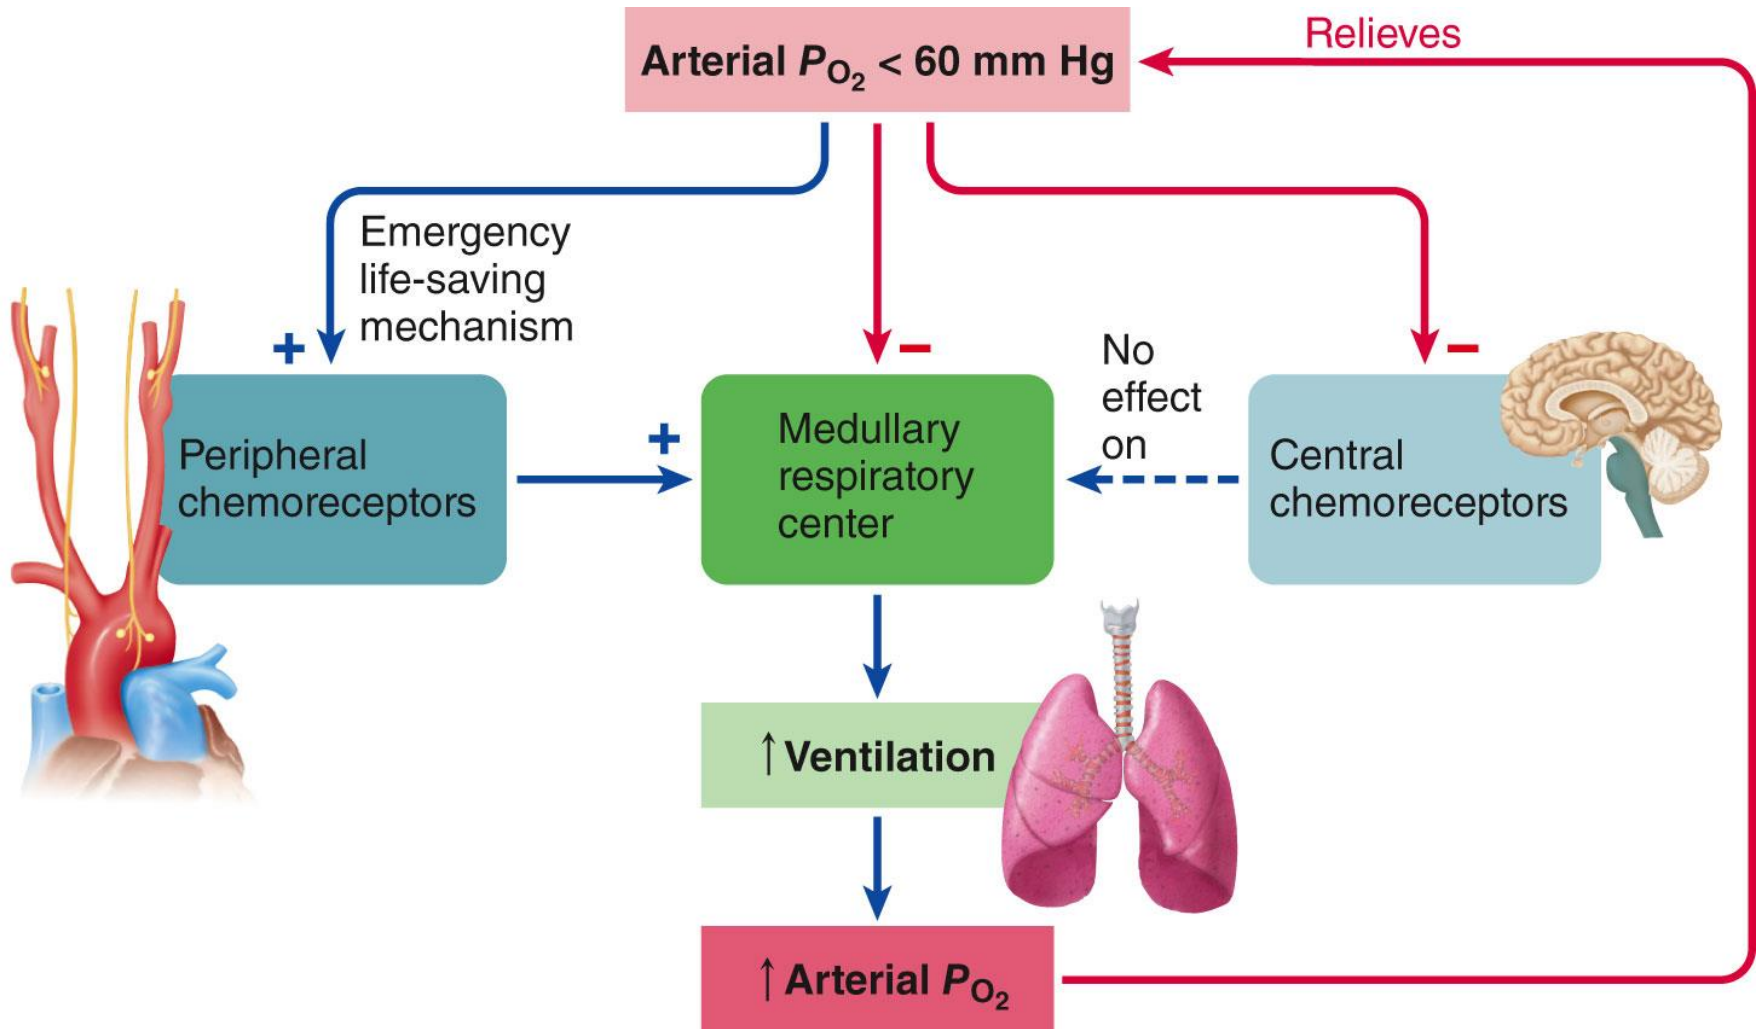 Arterial PO2 < 60 mm Hg
Relieves
Emergency
life-saving
mechanism
+
−
−
No
effect
on
Peripheral
chemoreceptors
+
Medullary
respiratory
center
Central
chemoreceptors
↑Ventilation
↑Arterial PO2